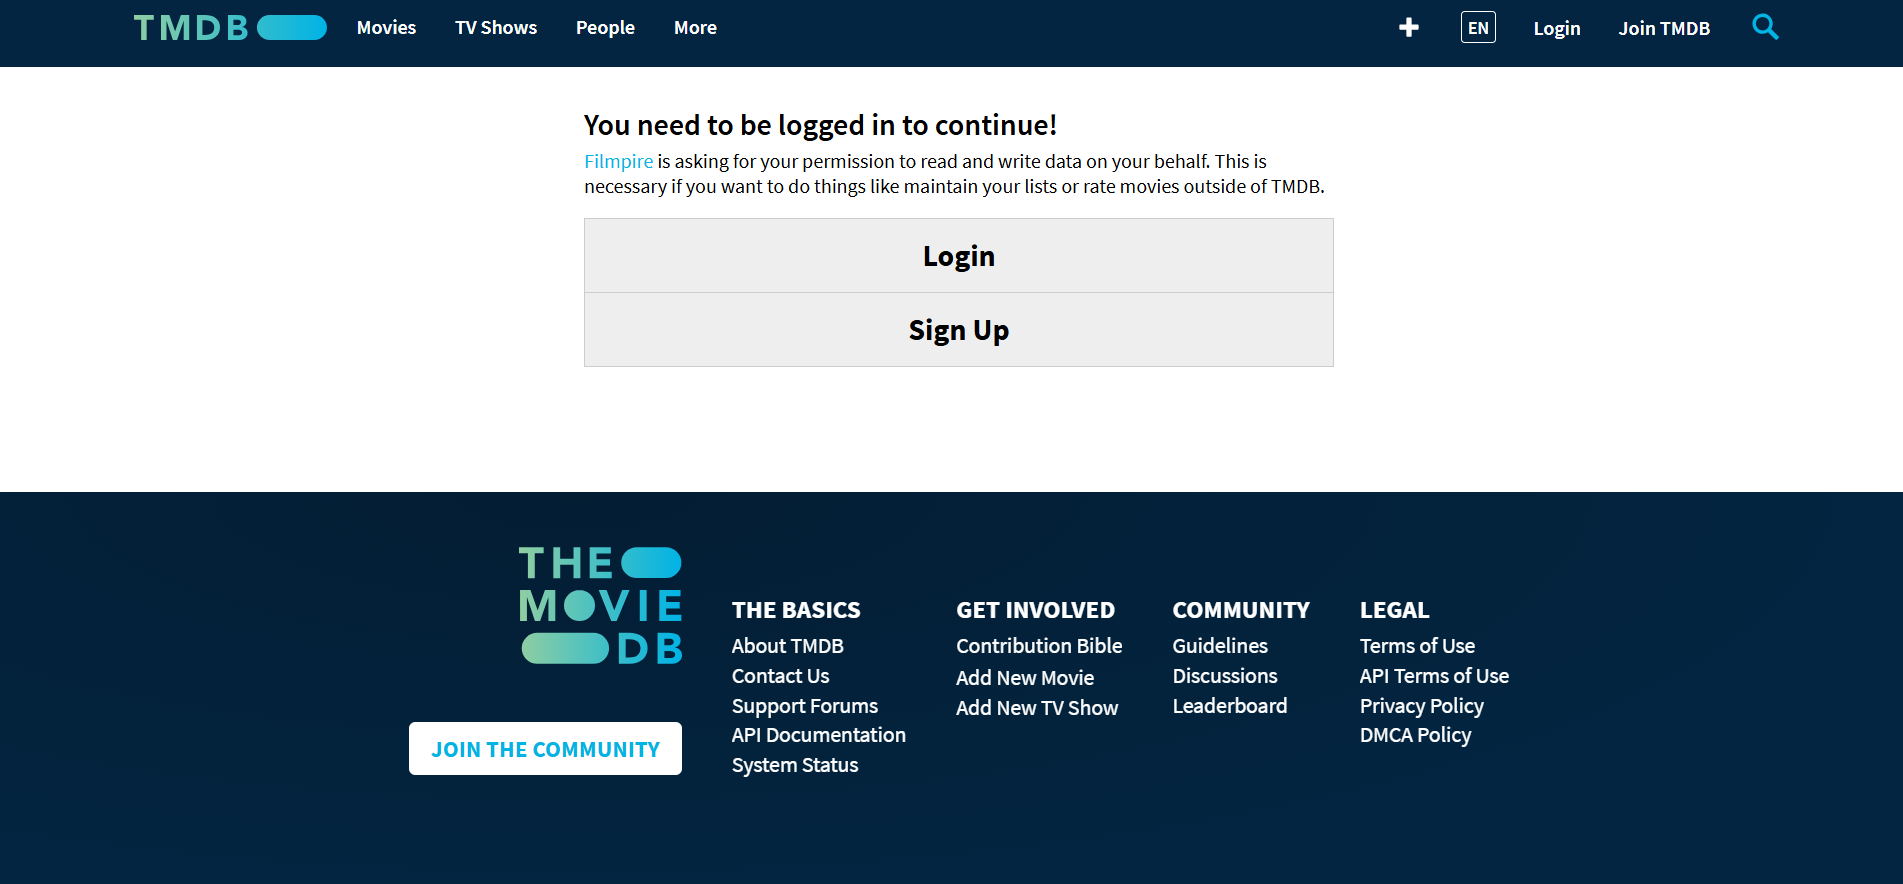 TMDB
Movies
TV Shows
People
More
EN
Login
Join TMDB
You need to be logged in to continue!
Filmpire is asking for your permission to read and write data on your behalf. This is
necessary if you want to do things like maintain your lists or rate movies outside of TMDB.
Login
Sign Up
THE
MOVIE
DB
JOIN THE COMMUNITY
THE BASICS
About TMDB
Contact Us
Support Forums
API Documentation
System Status
GET INVOLVED
Contribution Bible
Add New Movie
Add New TV Show
COMMUNITY
Guidelines
Discussions
Leaderboard
LEGAL
Terms of Use
API Terms of Use
Privacy Policy
DMCA Policy